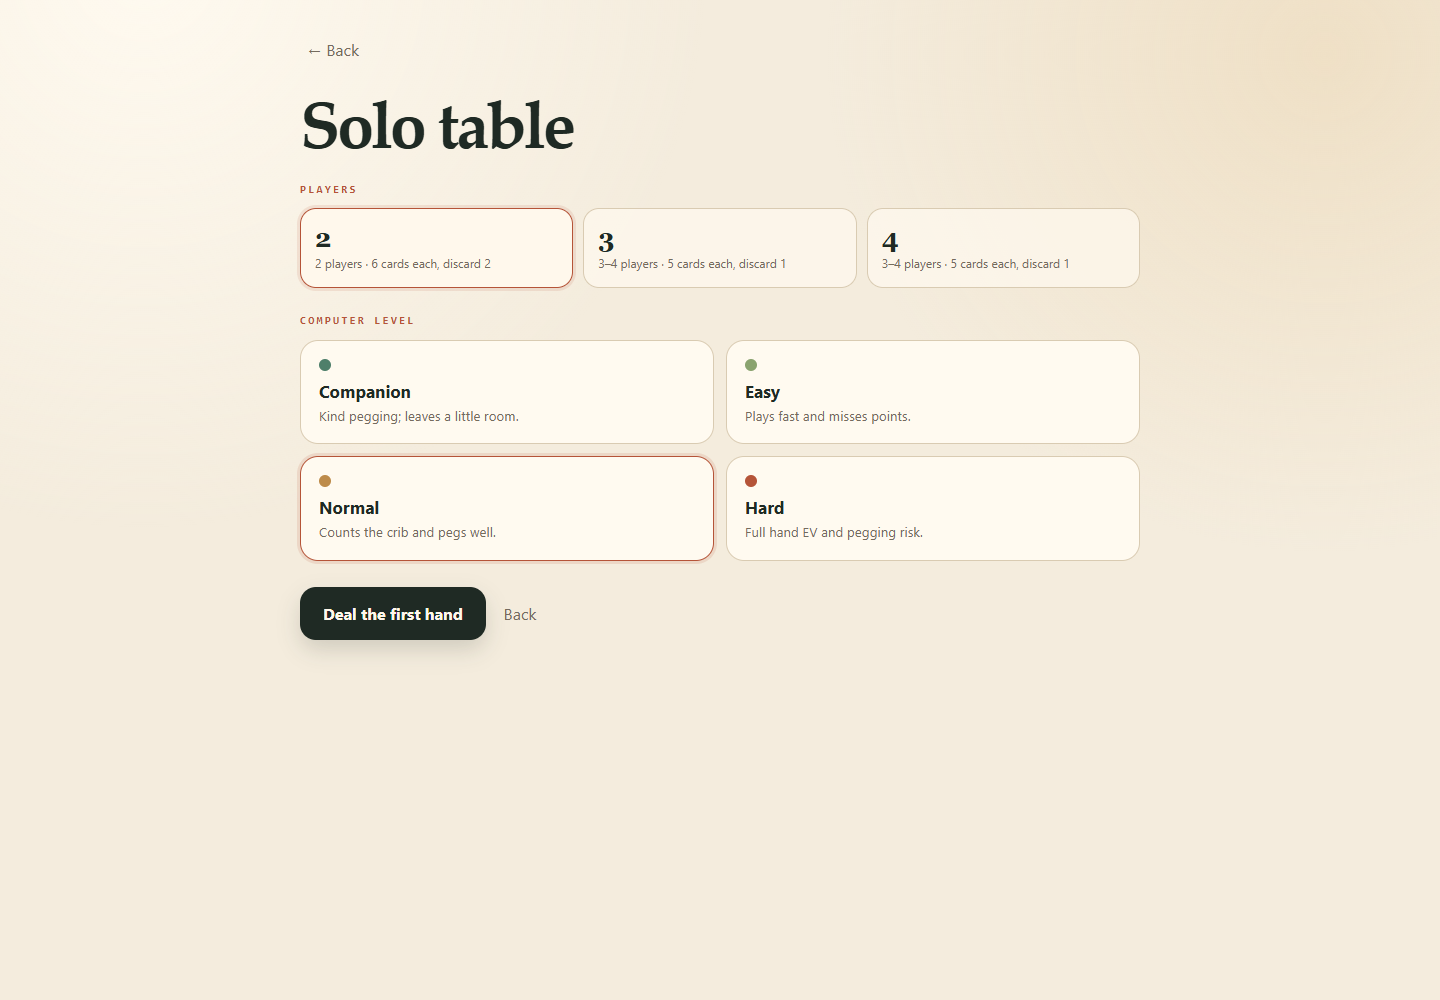 ← Back
Solo table
PLAYERS
2
2 players · 6 cards each, discard 2
3
3–4 players · 5 cards each, discard 1
4
3–4 players · 5 cards each, discard 1
COMPUTER LEVEL
Companion
Kind pegging; leaves a little room.
Easy
Plays fast and misses points.
Normal
Counts the crib and pegs well.
Hard
Full hand EV and pegging risk.
Deal the first hand
Back